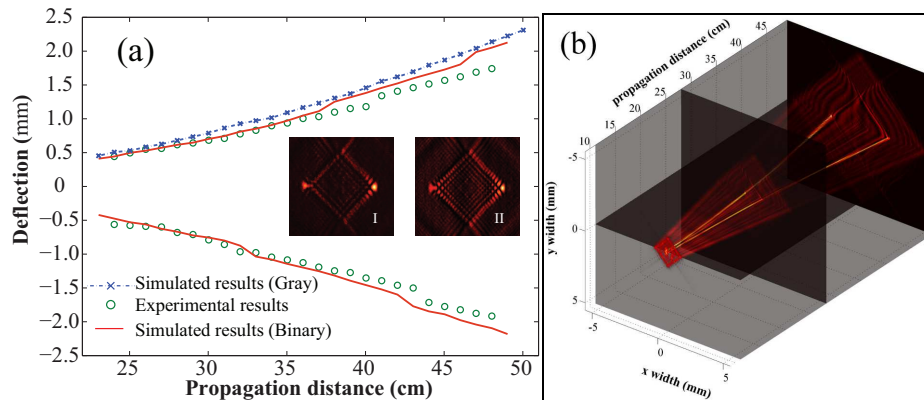 2.5
2.0
1.5
1.0
0.5
0
−0.5
−1.0
−1.5
−2.0
−2.5
Deflection (mm)
(a)
I
II
Simulated results (Gray)
Experimental results
Simulated results (Binary)
25 30 35 40 45 50
Propagation distance (cm)
(b)
propagation distance (cm)
10 15 20 25 30 35 40 45
-5
0
5
y width (mm)
-5 0 5
x width (mm)